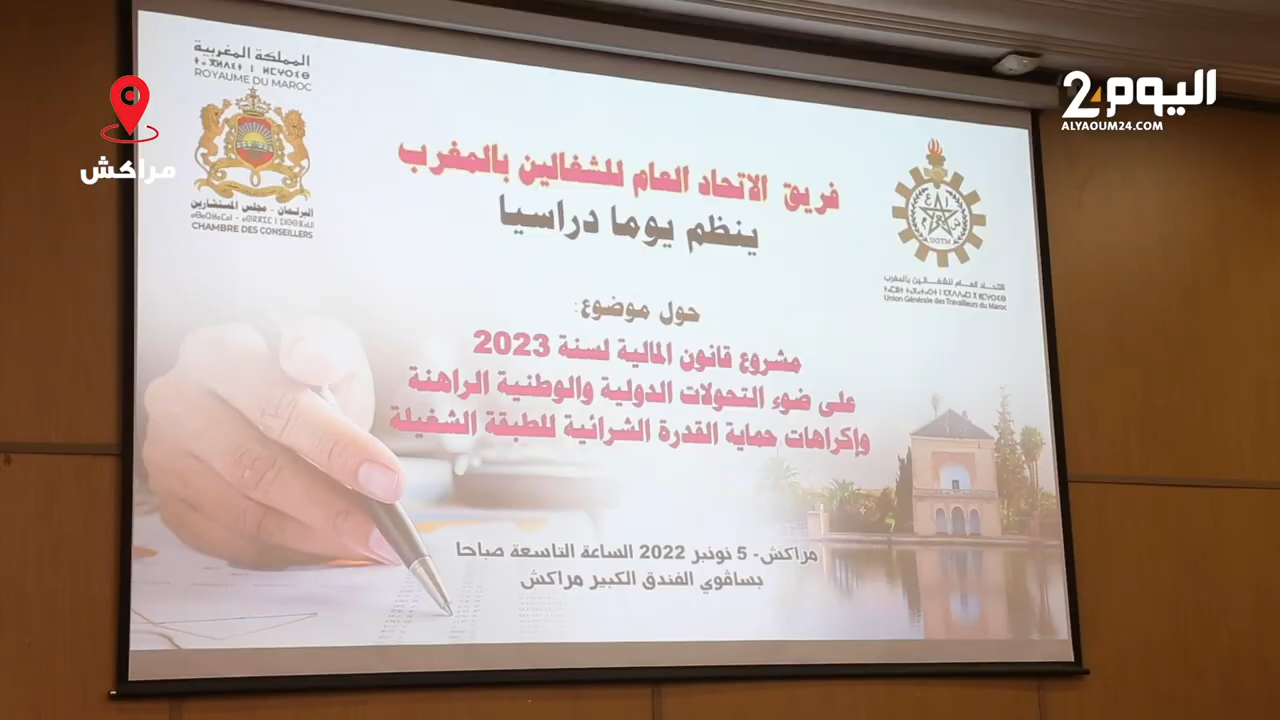 المملكة المغربية
ⵜⴰⴳⵍⴷⵉⵜ ⵏ ⵍⵎⵖⵔⵉⴱ
ROYAUME DU MAROC
البرلمان - مجلس المستشارين
CHAMBRE DES CONSEILLERS
مراكش
اليوم 24
ALYAOUM24.COM
فريق الاتحاد العام للشغالين بالمغرب
ينظم يوما دراسيا
UGTM
الاتحاد العام للشغالين بالمغرب
Union Générale des Travailleurs du Maroc
حول موضوع:
مشروع قانون المالية لسنة 2023
على ضوء التحولات الدولية والوطنية الراهنة
وإكراهات حماية القدرة الشرائية للطبقة الشغيلة
مراكش- 5 نونبر 2022 الساعة التاسعة صباحا
بساڤوي الفندق الكبير مراكش